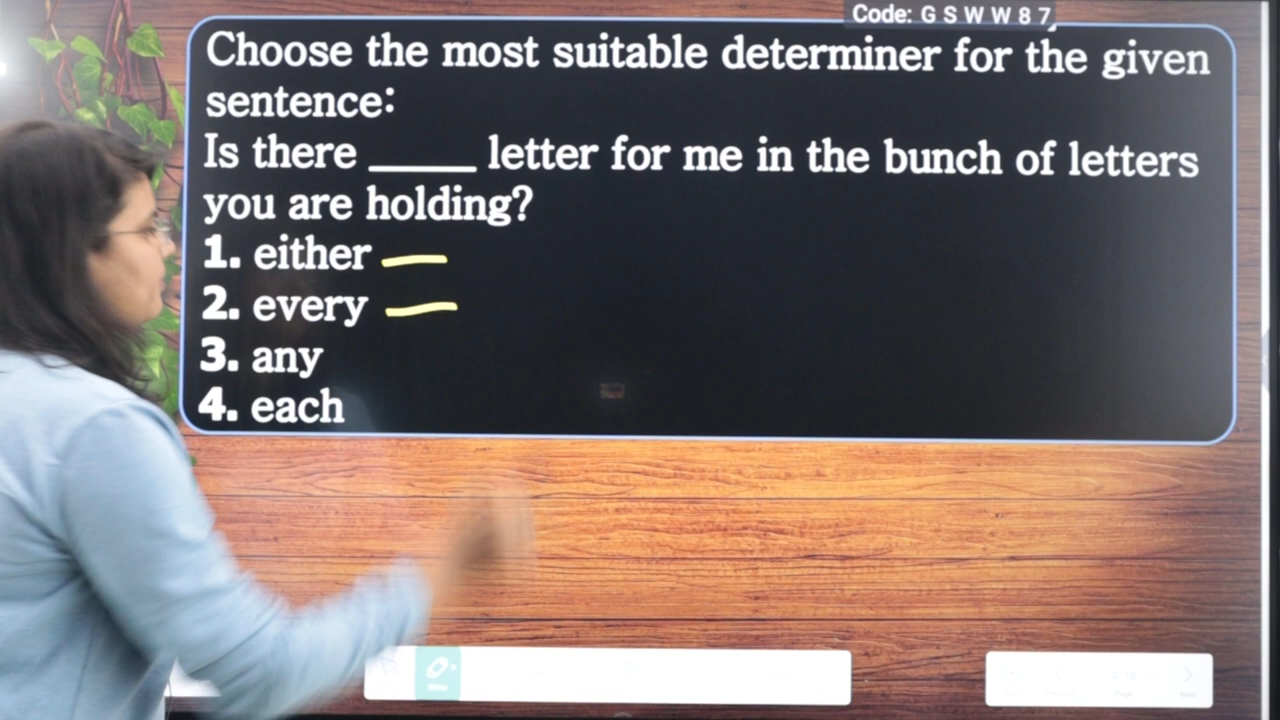 Code: G S W W 8 7
Choose the most suitable determiner for the given
sentence:
Is there _____ letter for me in the bunch of letters
you are holding?
1. either
2. every
3. any
4. each